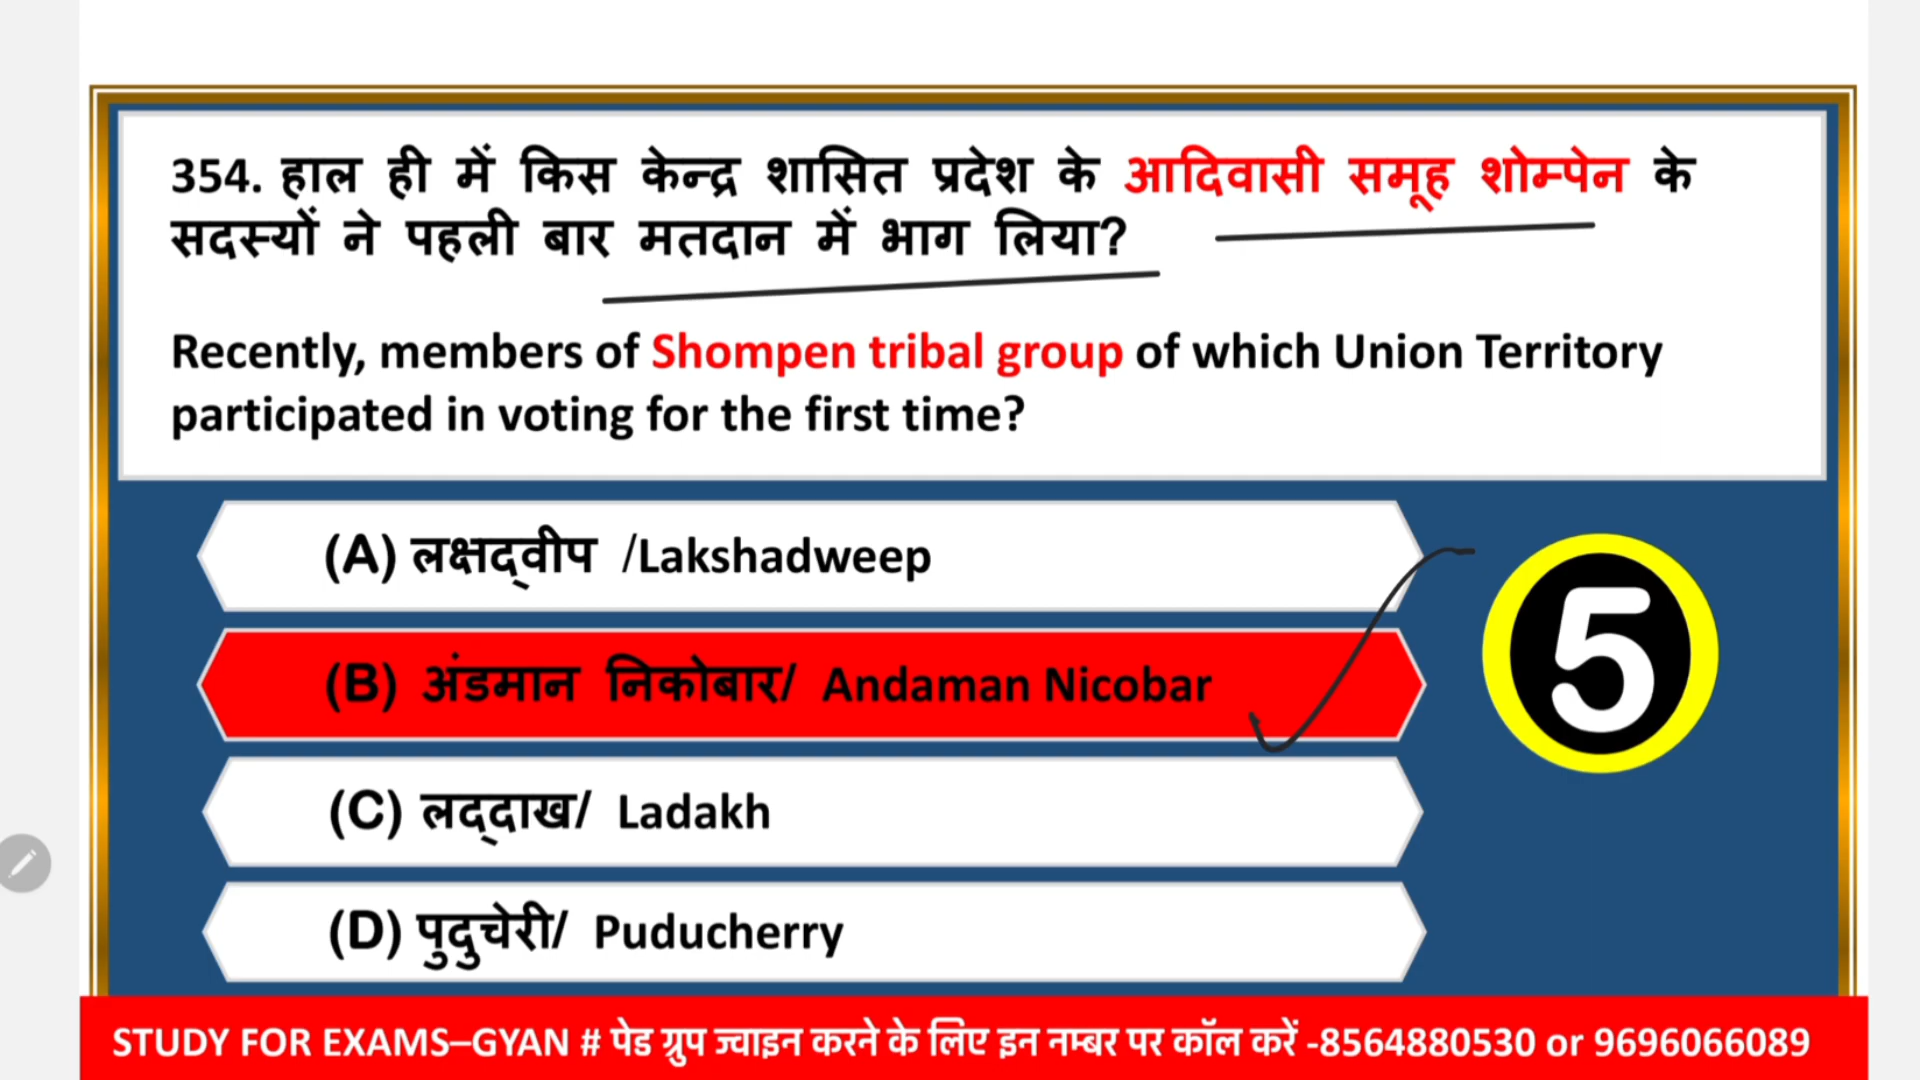 354. हाल ही में किस केन्द्र शासित प्रदेश के आदिवासी समूह शोम्पेन के
सदस्यों ने पहली बार मतदान में भाग लिया?
Recently, members of Shompen tribal group of which Union Territory
participated in voting for the first time?
(A) लक्षद्वीप /Lakshadweep
(B) अंडमान निकोबार/ Andaman Nicobar
5
(C) लद्दाख/ Ladakh
(D) पुदुचेरी/ Puducherry
STUDY FOR EXAMS–GYAN # पेड ग्रुप ज्वाइन करने के लिए इन नम्बर पर कॉल करें -8564880530 or 9696066089